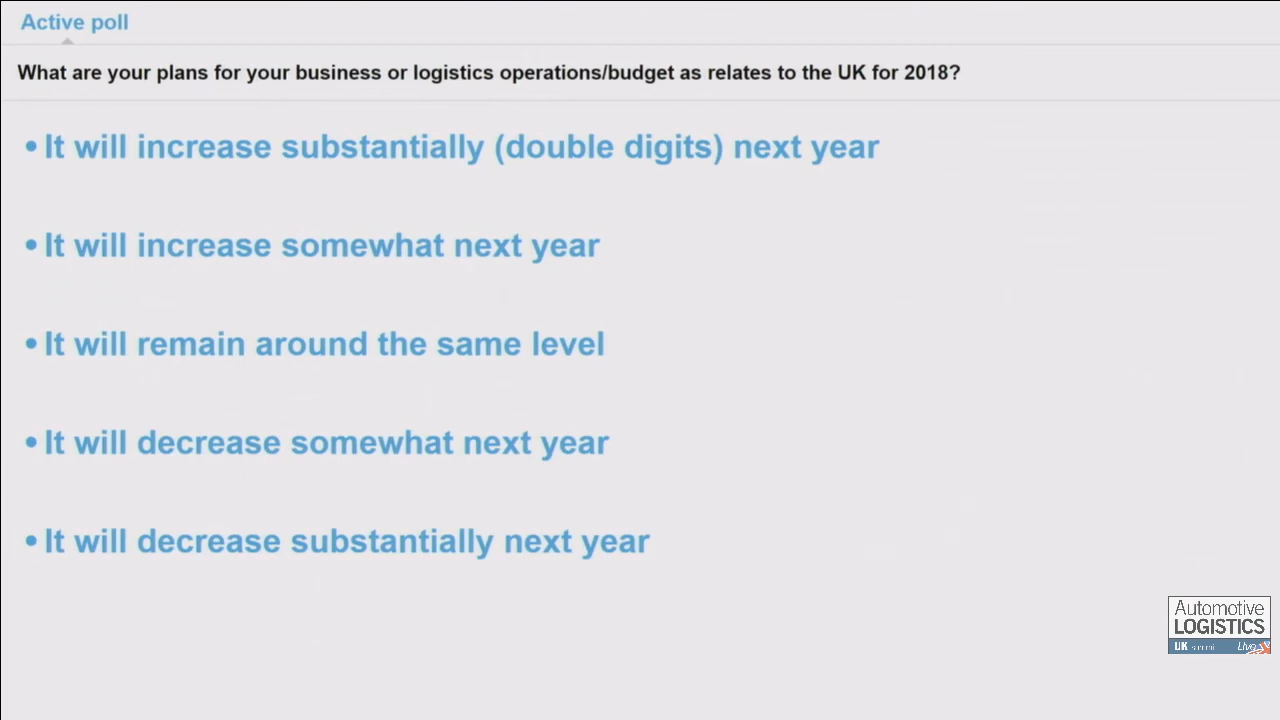 Active poll
What are your plans for your business or logistics operations/budget as relates to the UK for 2018?
• It will increase substantially (double digits) next year
• It will increase somewhat next year
• It will remain around the same level
• It will decrease somewhat next year
• It will decrease substantially next year
Automotive
LOGISTICS
UK summit Live